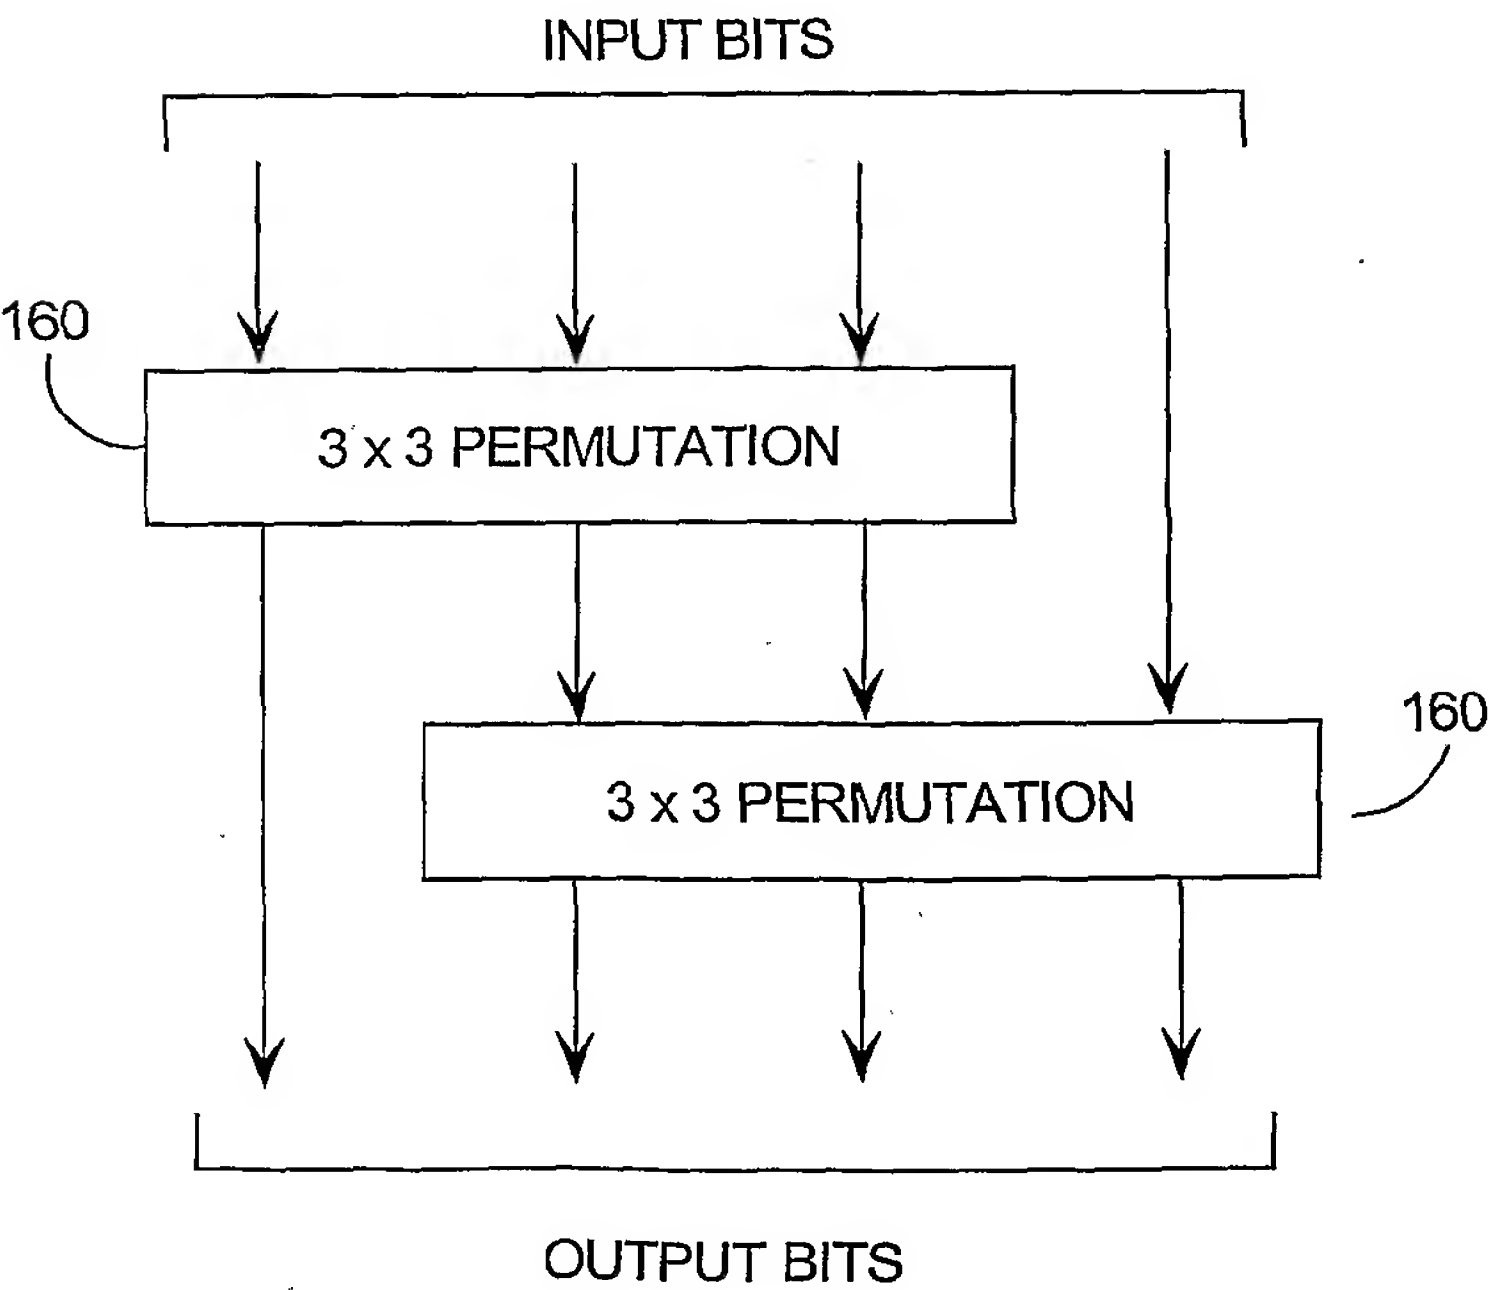 INPUT BITS
160
3 x 3 PERMUTATION
160
3 x 3 PERMUTATION
OUTPUT BITS